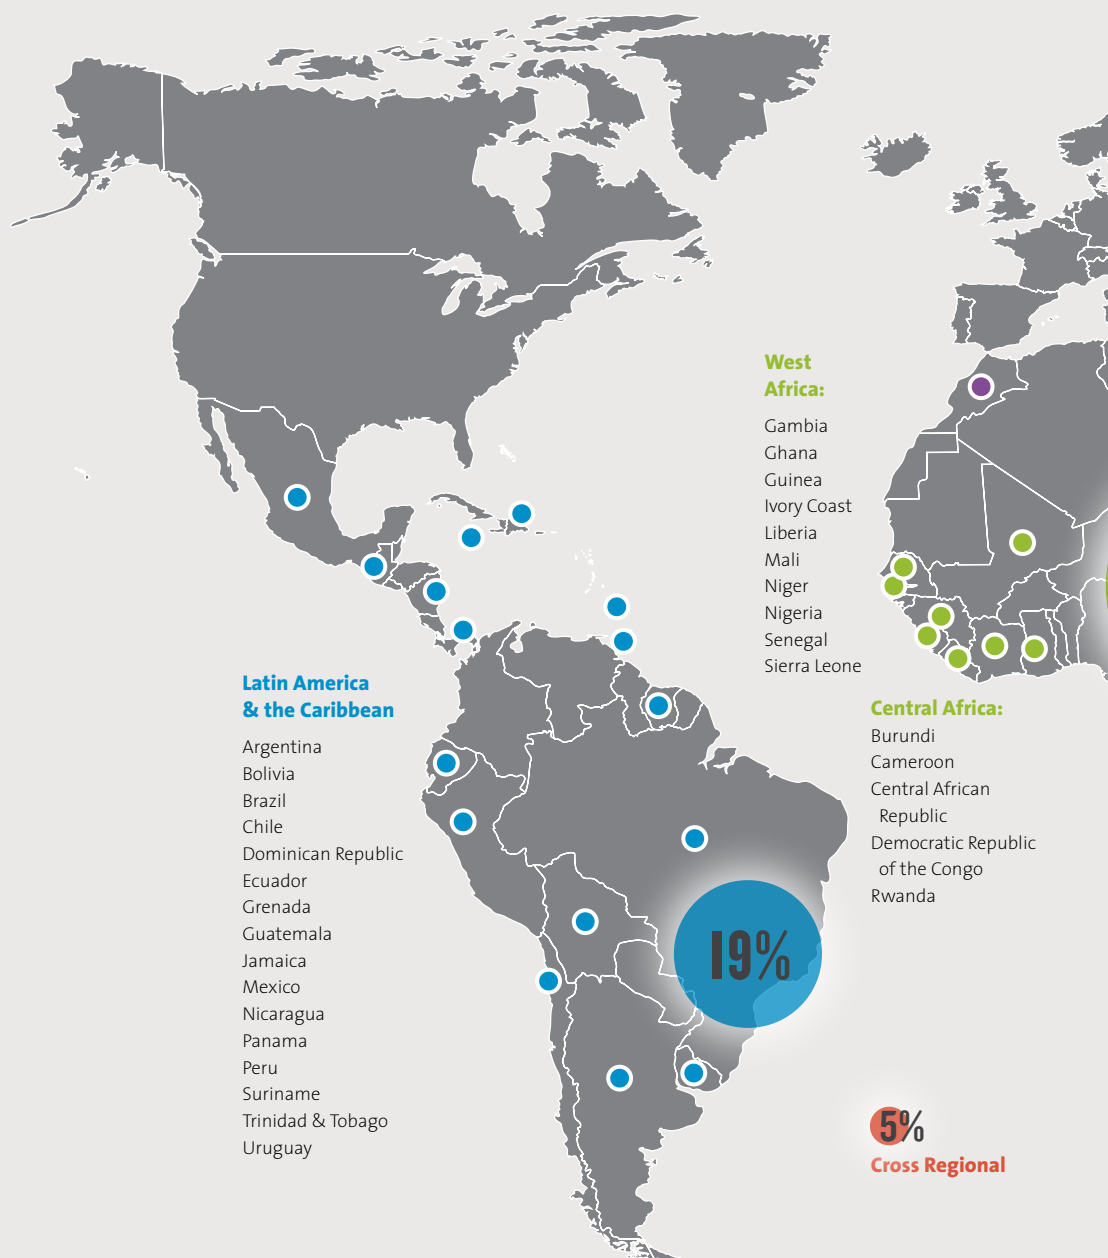 West
Africa:
Gambia
Ghana
Guinea
Ivory Coast
Liberia
Mali
Niger
Nigeria
Senegal
Sierra Leone
Latin America
& the Caribbean
Argentina
Bolivia
Brazil
Chile
Dominican Republic
Ecuador
Grenada
Guatemala
Jamaica
Mexico
Nicaragua
Panama
Peru
Suriname
Trinidad & Tobago
Uruguay
Central Africa:
Burundi
Cameroon
Central African
Republic
Democratic Republic
of the Congo
Rwanda
19%
5%
Cross Regional